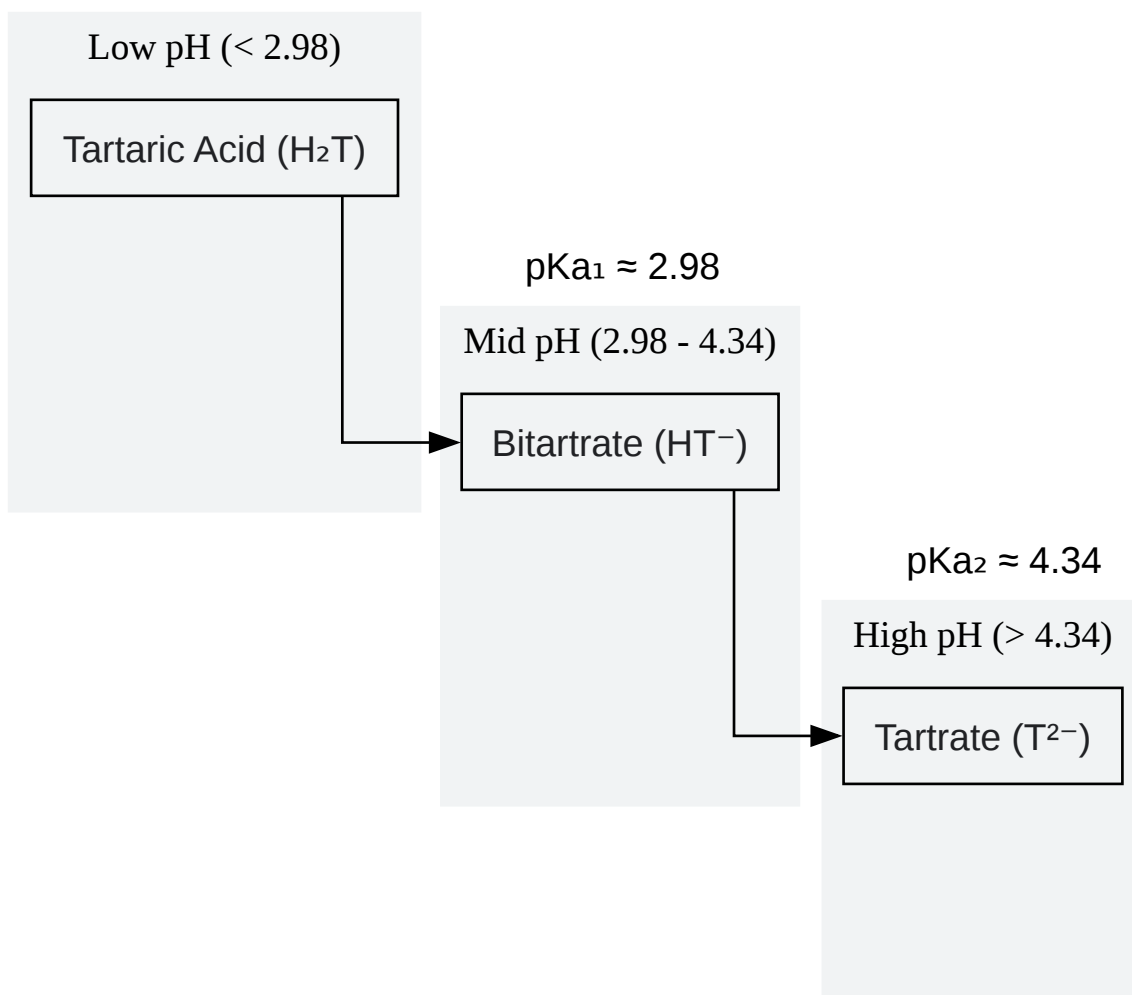 Low pH (< 2.98)
Tartaric Acid (H₂T)
pKa₁ ≈ 2.98
Mid pH (2.98 - 4.34)
Bitartrate (HT⁻)
pKa₂ ≈ 4.34
High pH (> 4.34)
Tartrate (T²⁻)